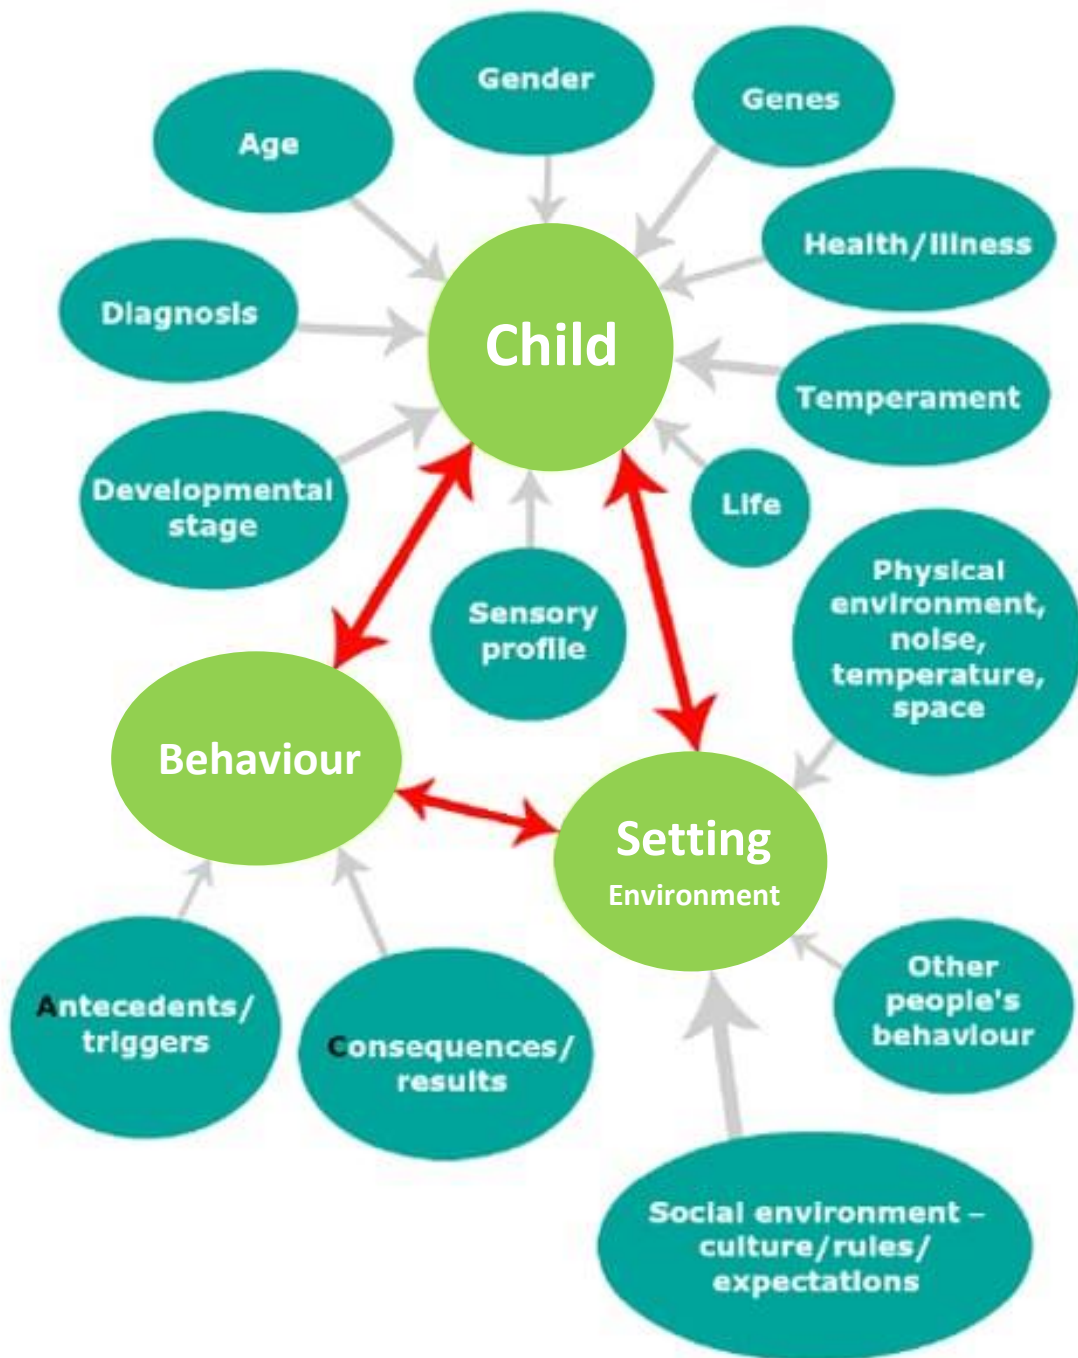 Gender
Genes
Age
Health/Illness
Diagnosis
Child
Temperament
Developmental
stage
Life
Sensory
profile
Physical
environment,
noise,
temperature,
space
Behaviour
Setting
Environment
Antecedents/
triggers
Consequences/
results
Other
people's
behaviour
Social environment –
culture/rules/
expectations